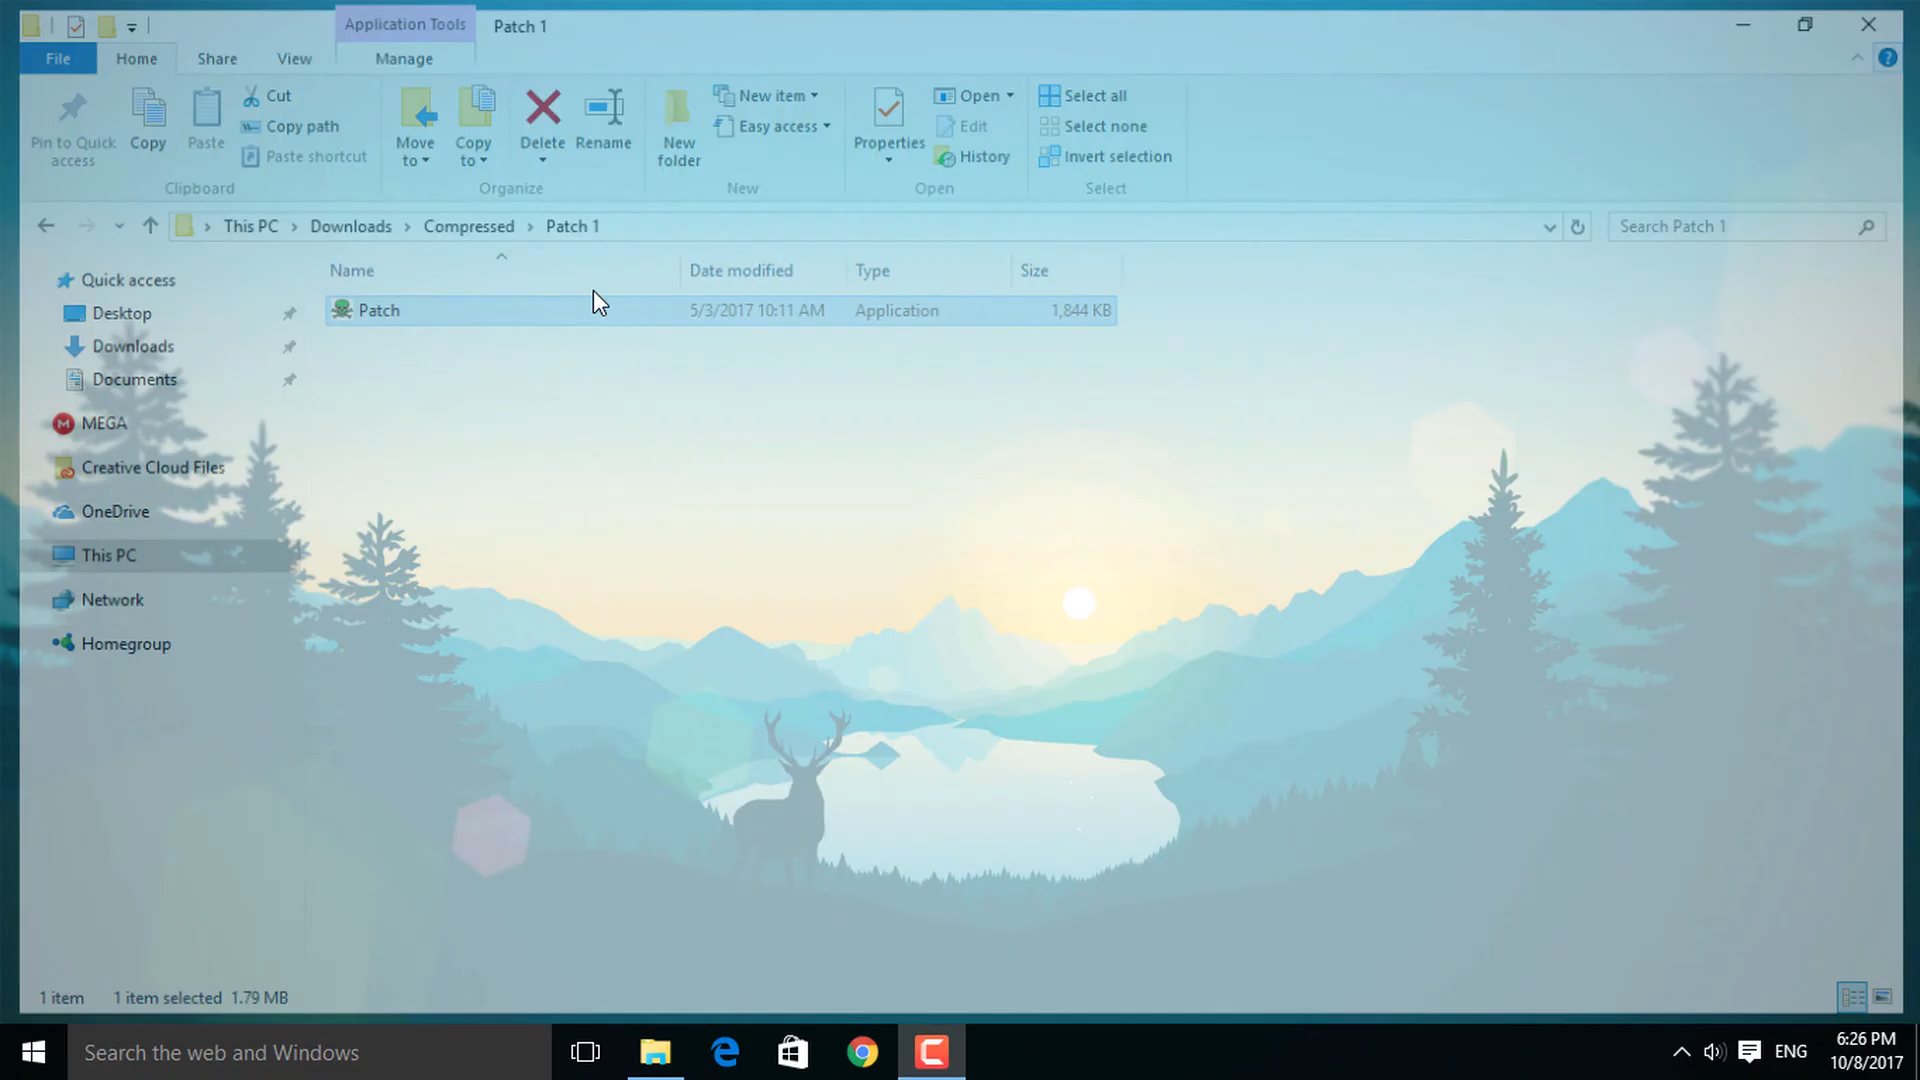 Application Tools
Patch 1
File
Home
Share
View
Manage
Pin to Quick access
Copy
Paste
Cut
Copy path
Paste shortcut
Clipboard
Move to
Copy to
Delete
Rename
Organize
New folder
New item
Easy access
New
Properties
Open
Edit
History
Open
Select all
Select none
Invert selection
Select
This PC
Downloads
Compressed
Patch 1
Search Patch 1
Name
Date modified
Type
Size
Patch
5/3/2017 10:11 AM
Application
1,844 KB
Quick access
Desktop
Downloads
Documents
MEGA
Creative Cloud Files
OneDrive
This PC
Network
Homegroup
1 item
1 item selected 1.79 MB
Search the web and Windows
ENG
6:26 PM
10/8/2017